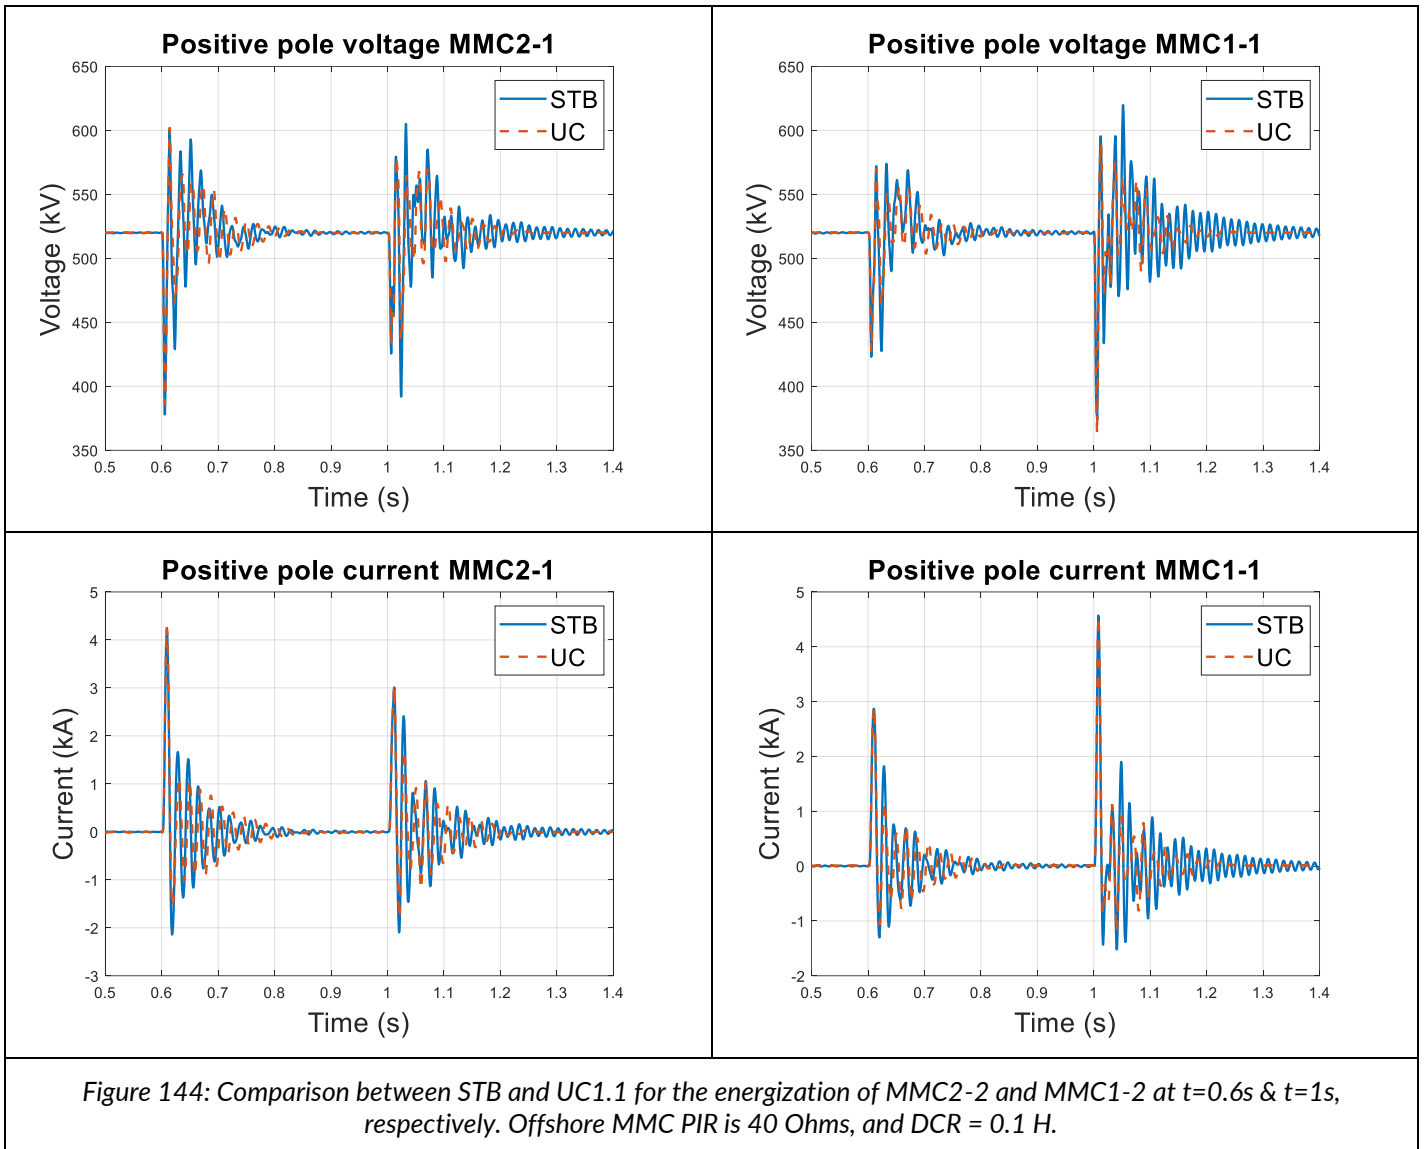 Positive pole voltage MMC2-1
650
600
550
500
450
400
350
Voltage (kV)
STB
UC
0.5 0.6 0.7 0.8 0.9 1 1.1 1.2 1.3 1.4
Time (s)
Positive pole voltage MMC1-1
650
600
550
500
450
400
350
Voltage (kV)
STB
UC
0.5 0.6 0.7 0.8 0.9 1 1.1 1.2 1.3 1.4
Time (s)
Positive pole current MMC2-1
5
4
3
2
1
0
-1
-2
-3
Current (kA)
STB
UC
0.5 0.6 0.7 0.8 0.9 1 1.1 1.2 1.3 1.4
Time (s)
Positive pole current MMC1-1
5
4
3
2
1
0
-1
-2
Current (kA)
STB
UC
0.5 0.6 0.7 0.8 0.9 1 1.1 1.2 1.3 1.4
Time (s)
Figure 144: Comparison between STB and UC1.1 for the energization of MMC2-2 and MMC1-2 at t=0.6s & t=1s,
respectively. Offshore MMC PIR is 40 Ohms, and DCR = 0.1 H.